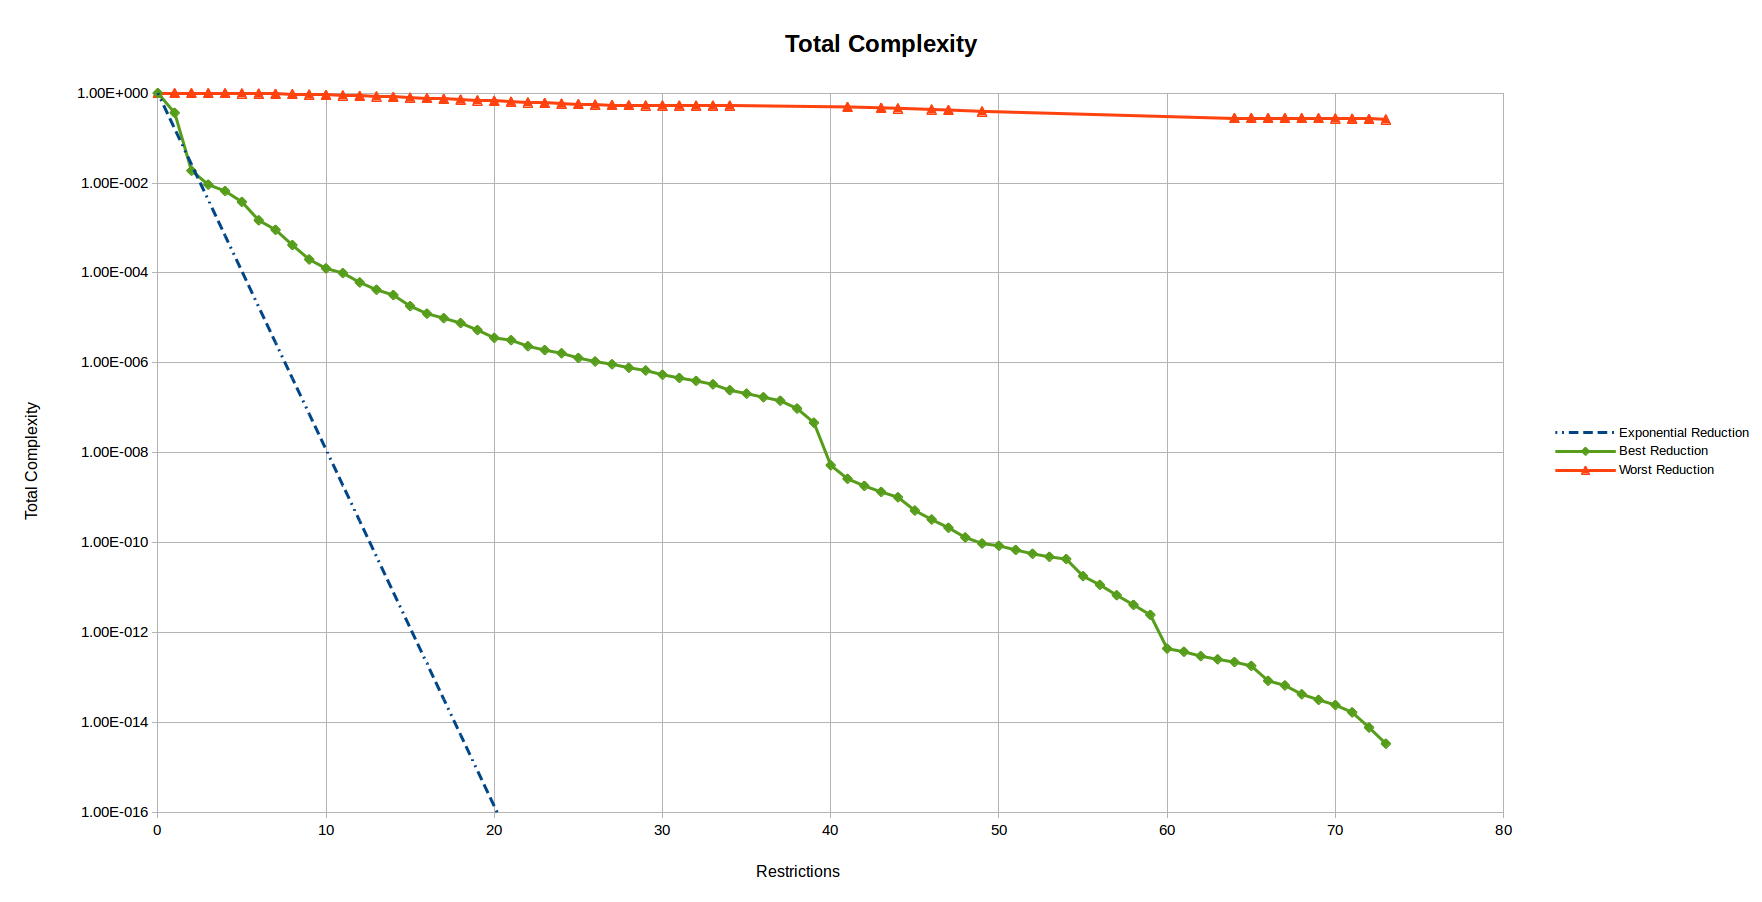 Total Complexity
1.00E+000
1.00E-002
1.00E-004
1.00E-006
1.00E-008
1.00E-010
1.00E-012
1.00E-014
1.00E-016
Total Complexity
0 10 20 30 40 50 60 70 80
Restrictions
Exponential Reduction
Best Reduction
Worst Reduction